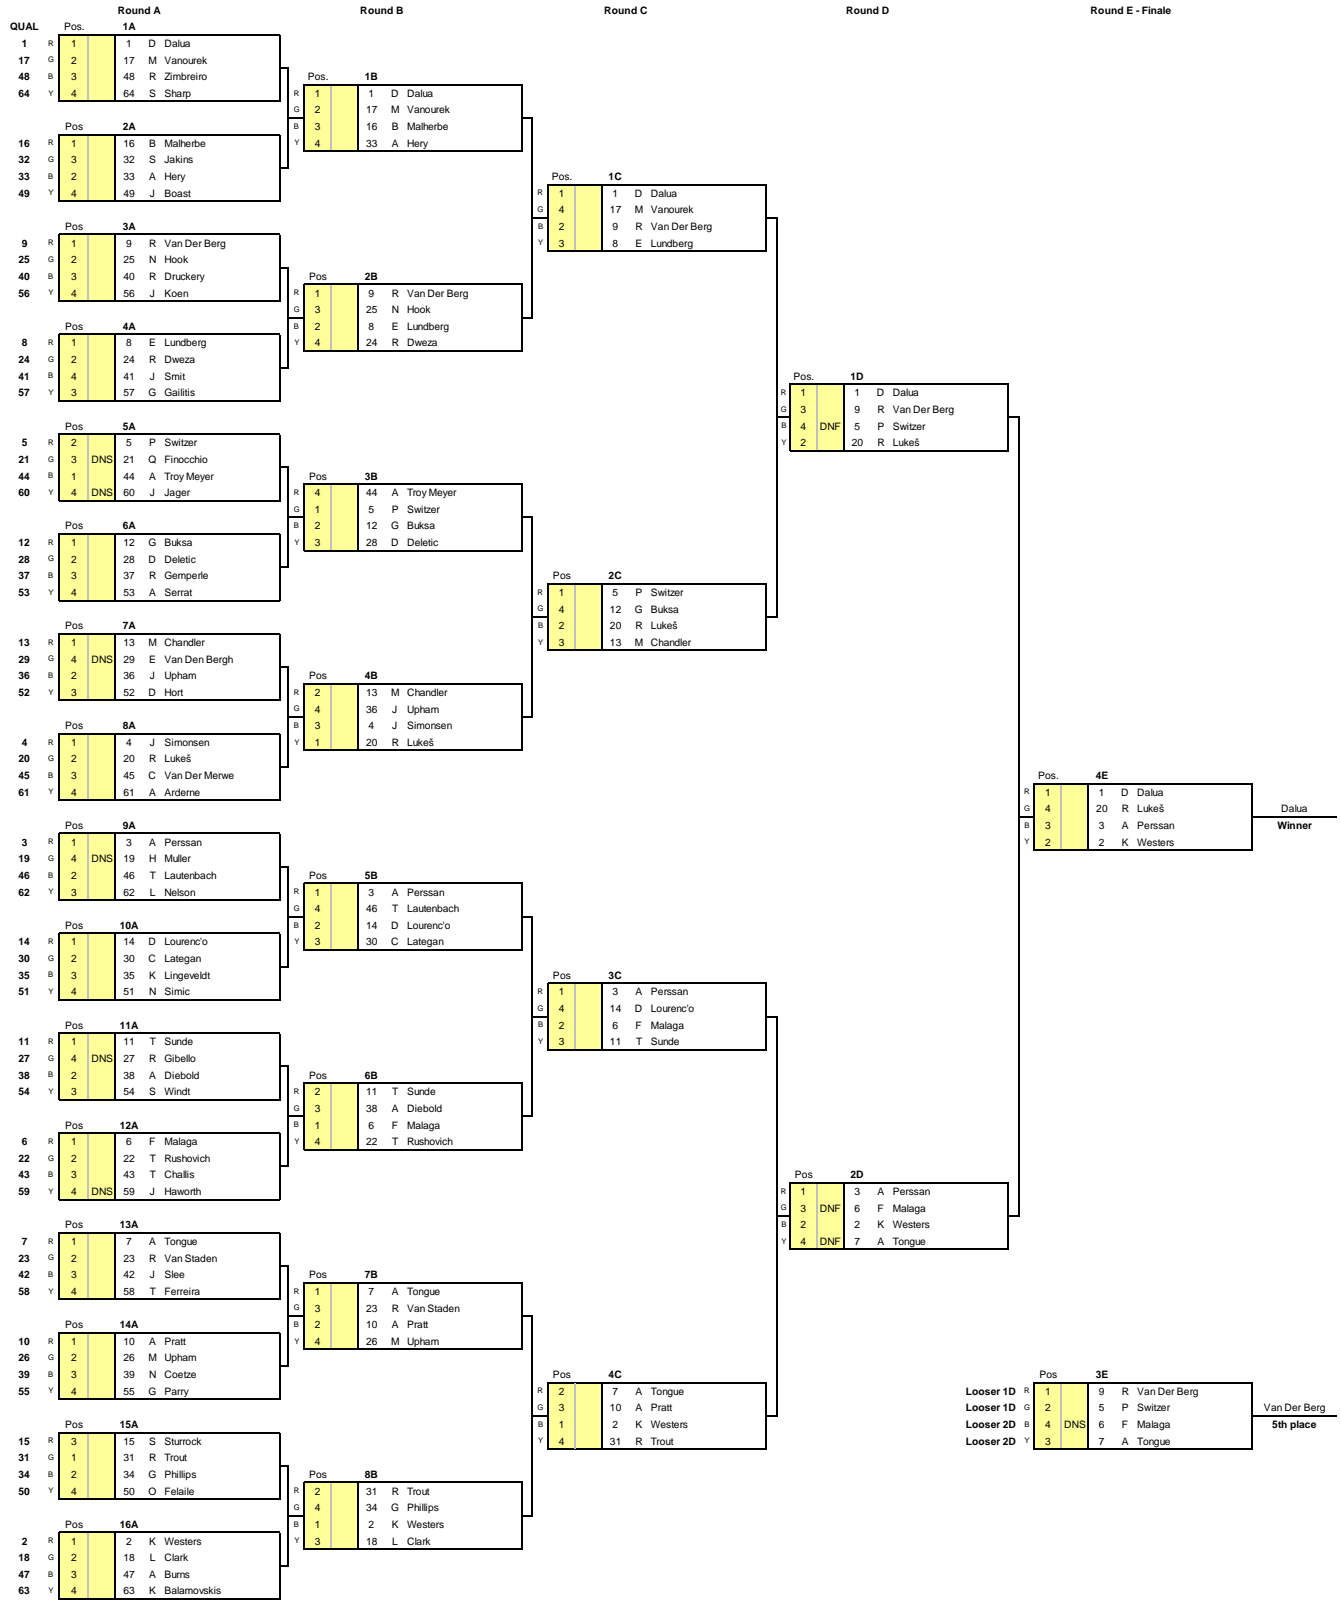 Round A Round B Round C Round D Round E - Finale
QUAL Pos. 1A
1 R 1 1 D Dalua
17 G 2 17 M Vanourek
48 B 3 48 R Zimbreiro
64 Y 4 64 S Sharp
Pos 2A
16 R 1 16 B Malherbe
32 G 3 32 S Jakins
33 B 2 33 A Hery
49 Y 4 49 J Boast
Pos 3A
9 R 1 9 R Van Der Berg
25 G 2 25 N Hook
40 B 3 40 R Druckery
56 Y 4 56 J Koen
Pos 4A
8 R 1 8 E Lundberg
24 G 2 24 R Dweza
41 B 4 41 J Smit
57 Y 3 57 G Gailitis
Pos 5A
5 R 2 5 P Switzer
21 G 3 DNS 21 Q Finocchio
44 B 1 44 A Troy Meyer
60 Y 4 DNS 60 J Jager
Pos 6A
12 R 1 12 G Buksa
28 G 2 28 D Deletic
37 B 3 37 R Gemperle
53 Y 4 53 A Serrat
Pos 7A
13 R 1 13 M Chandler
29 G 4 DNS 29 E Van Den Bergh
36 B 2 36 J Upham
52 Y 3 52 D Hort
Pos 8A
4 R 1 4 J Simonsen
20 G 2 20 R Lukeš
45 B 3 45 C Van Der Merwe
61 Y 4 61 A Arderne
Pos 9A
3 R 1 3 A Perssan
19 G 4 DNS 19 H Muller
46 B 2 46 T Lautenbach
62 Y 3 62 L Nelson
Pos 10A
14 R 1 14 D Lourenc'o
30 G 2 30 C Lategan
35 B 3 35 K Lingeveldt
51 Y 4 51 N Simic
Pos 11A
11 R 1 11 T Sunde
27 G 4 DNS 27 R Gibello
38 B 2 38 A Diebold
54 Y 3 54 S Windt
Pos 12A
6 R 1 6 F Malaga
22 G 2 22 T Rushovich
43 B 3 43 T Challis
59 Y 4 DNS 59 J Haworth
Pos 13A
7 R 1 7 A Tongue
23 G 2 23 R Van Staden
42 B 3 42 J Slee
58 Y 4 58 T Ferreira
Pos 14A
10 R 1 10 A Pratt
26 G 2 26 M Upham
39 B 3 39 N Coetze
55 Y 4 55 G Parry
Pos 15A
15 R 3 15 S Sturrock
31 G 1 31 R Trout
34 B 2 34 G Phillips
50 Y 4 50 O Felaile
Pos 16A
2 R 1 2 K Westers
18 G 2 18 L Clark
47 B 3 47 A Burns
63 Y 4 63 K Balamovskis
Pos. 1B
R 1 1 D Dalua
G 2 17 M Vanourek
B 3 16 B Malherbe
Y 4 33 A Hery
Pos 2B
R 1 9 R Van Der Berg
G 3 25 N Hook
B 2 8 E Lundberg
Y 4 24 R Dweza
Pos 3B
R 4 44 A Troy Meyer
G 1 5 P Switzer
B 2 12 G Buksa
Y 3 28 D Deletic
Pos 4B
R 2 13 M Chandler
G 4 36 J Upham
B 3 4 J Simonsen
Y 1 20 R Lukeš
Pos 5B
R 1 3 A Perssan
G 4 46 T Lautenbach
B 2 14 D Lourenc'o
Y 3 30 C Lategan
Pos 6B
R 2 11 T Sunde
G 3 38 A Diebold
B 1 6 F Malaga
Y 4 22 T Rushovich
Pos 7B
R 1 7 A Tongue
G 3 23 R Van Staden
B 2 10 A Pratt
Y 4 26 M Upham
Pos 8B
R 2 31 R Trout
G 4 34 G Phillips
B 1 2 K Westers
Y 3 18 L Clark
Pos. 1C
R 1 1 D Dalua
G 4 17 M Vanourek
B 2 9 R Van Der Berg
Y 3 8 E Lundberg
Pos 2C
R 1 5 P Switzer
G 4 12 G Buksa
B 2 20 R Lukeš
Y 3 13 M Chandler
Pos 3C
R 1 3 A Perssan
G 4 14 D Lourenc'o
B 2 6 F Malaga
Y 3 11 T Sunde
Pos 4C
R 2 7 A Tongue
G 3 10 A Pratt
B 1 2 K Westers
Y 4 31 R Trout
Pos. 1D
R 1 1 D Dalua
G 3 9 R Van Der Berg
B 4 DNF 5 P Switzer
Y 2 20 R Lukeš
Pos 2D
R 1 3 A Perssan
G 3 DNF 6 F Malaga
B 2 2 K Westers
Y 4 DNF 7 A Tongue
Pos. 4E
R 1 1 D Dalua
G 4 20 R Lukeš
B 3 3 A Perssan
Y 2 2 K Westers
Dalua
Winner
Pos 3E
Looser 1D R 1 9 R Van Der Berg
Looser 1D G 2 5 P Switzer
Looser 2D B 4 DNS 6 F Malaga
Looser 2D Y 3 7 A Tongue
Van Der Berg
5th place